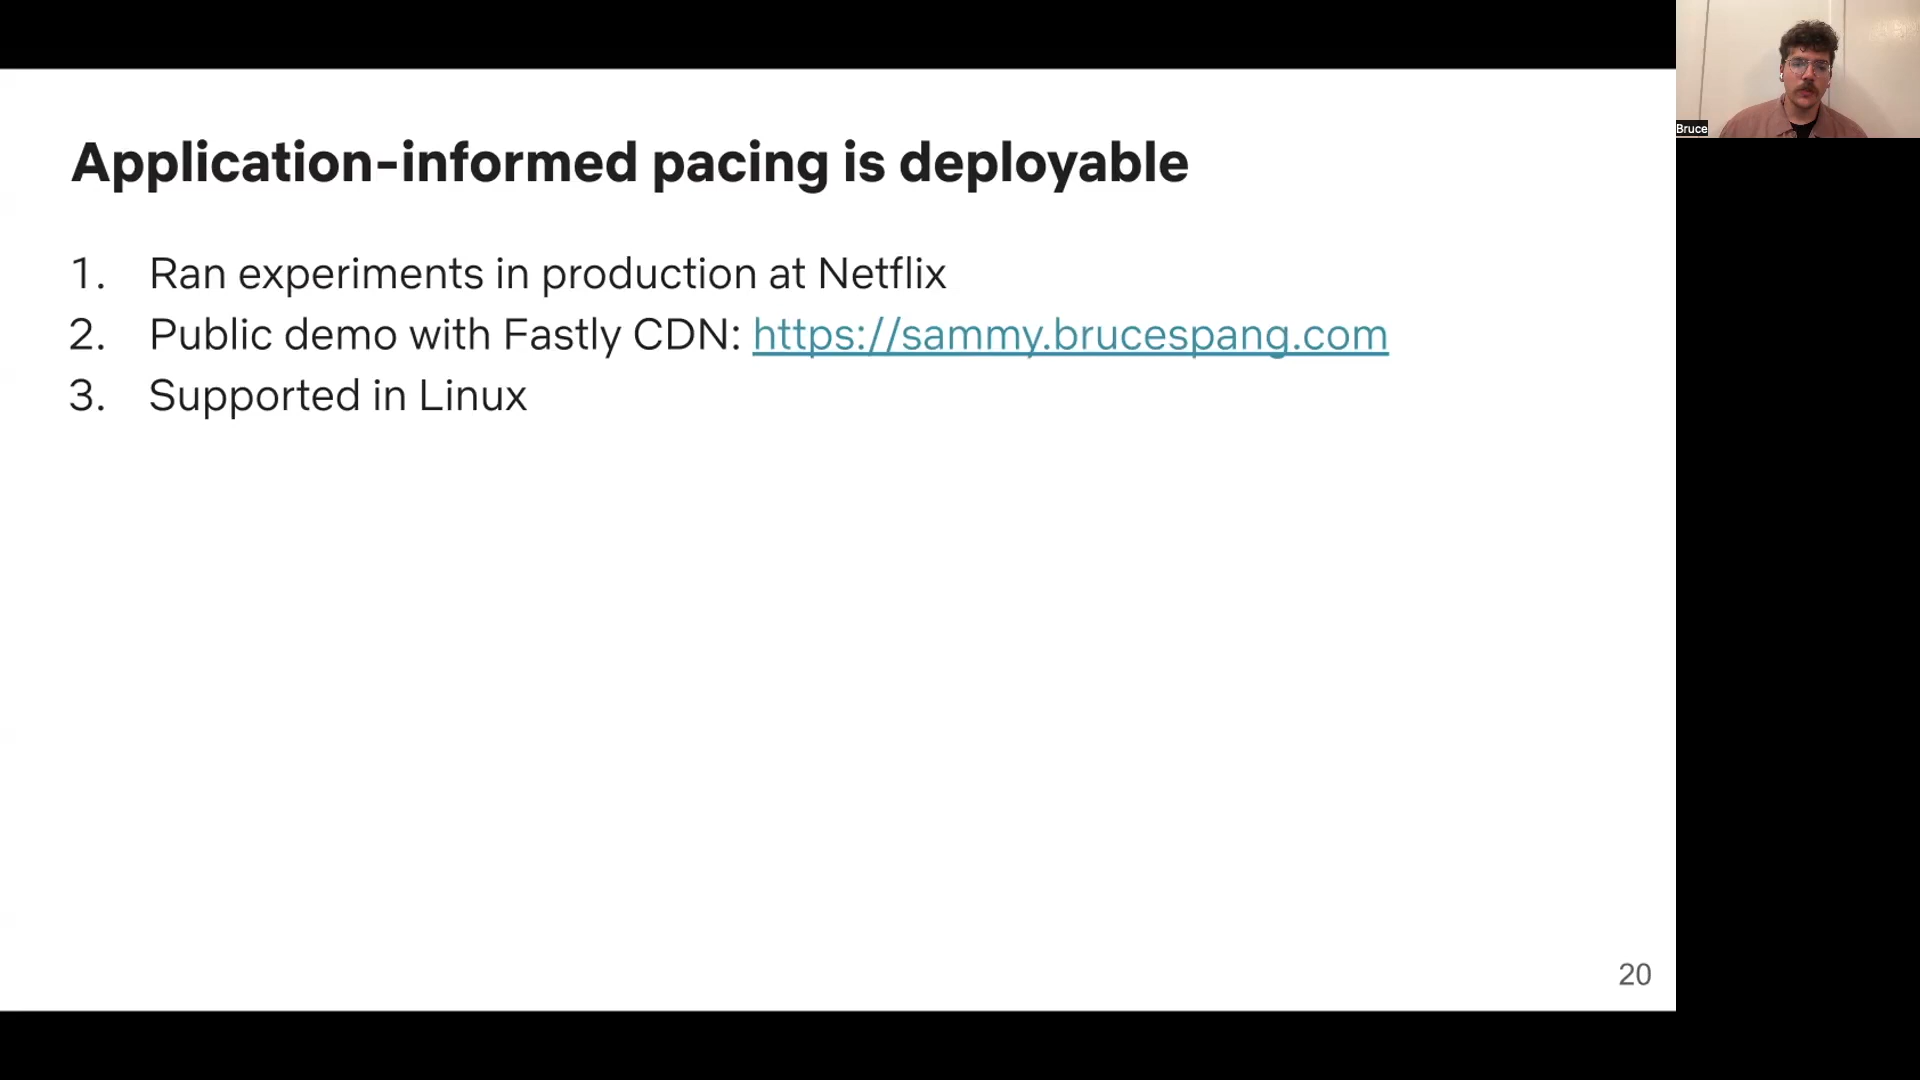 Application-informed pacing is deployable
1. Ran experiments in production at Netflix
2. Public demo with Fastly CDN: https://sammy.brucespang.com
3. Supported in Linux
20
Bruce